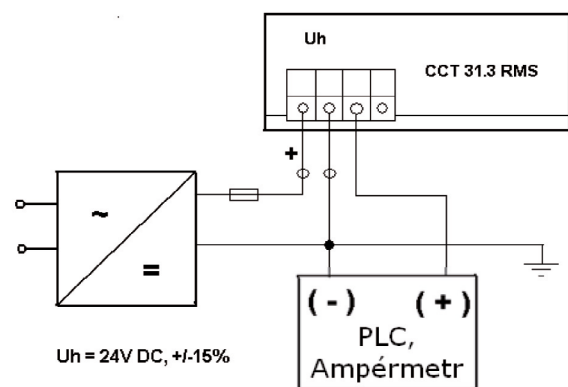 Uh
CCT 31.3 RMS
+
~
=
(-) (+)
PLC,
Ampérmetr
Uh = 24V DC, +/-15%